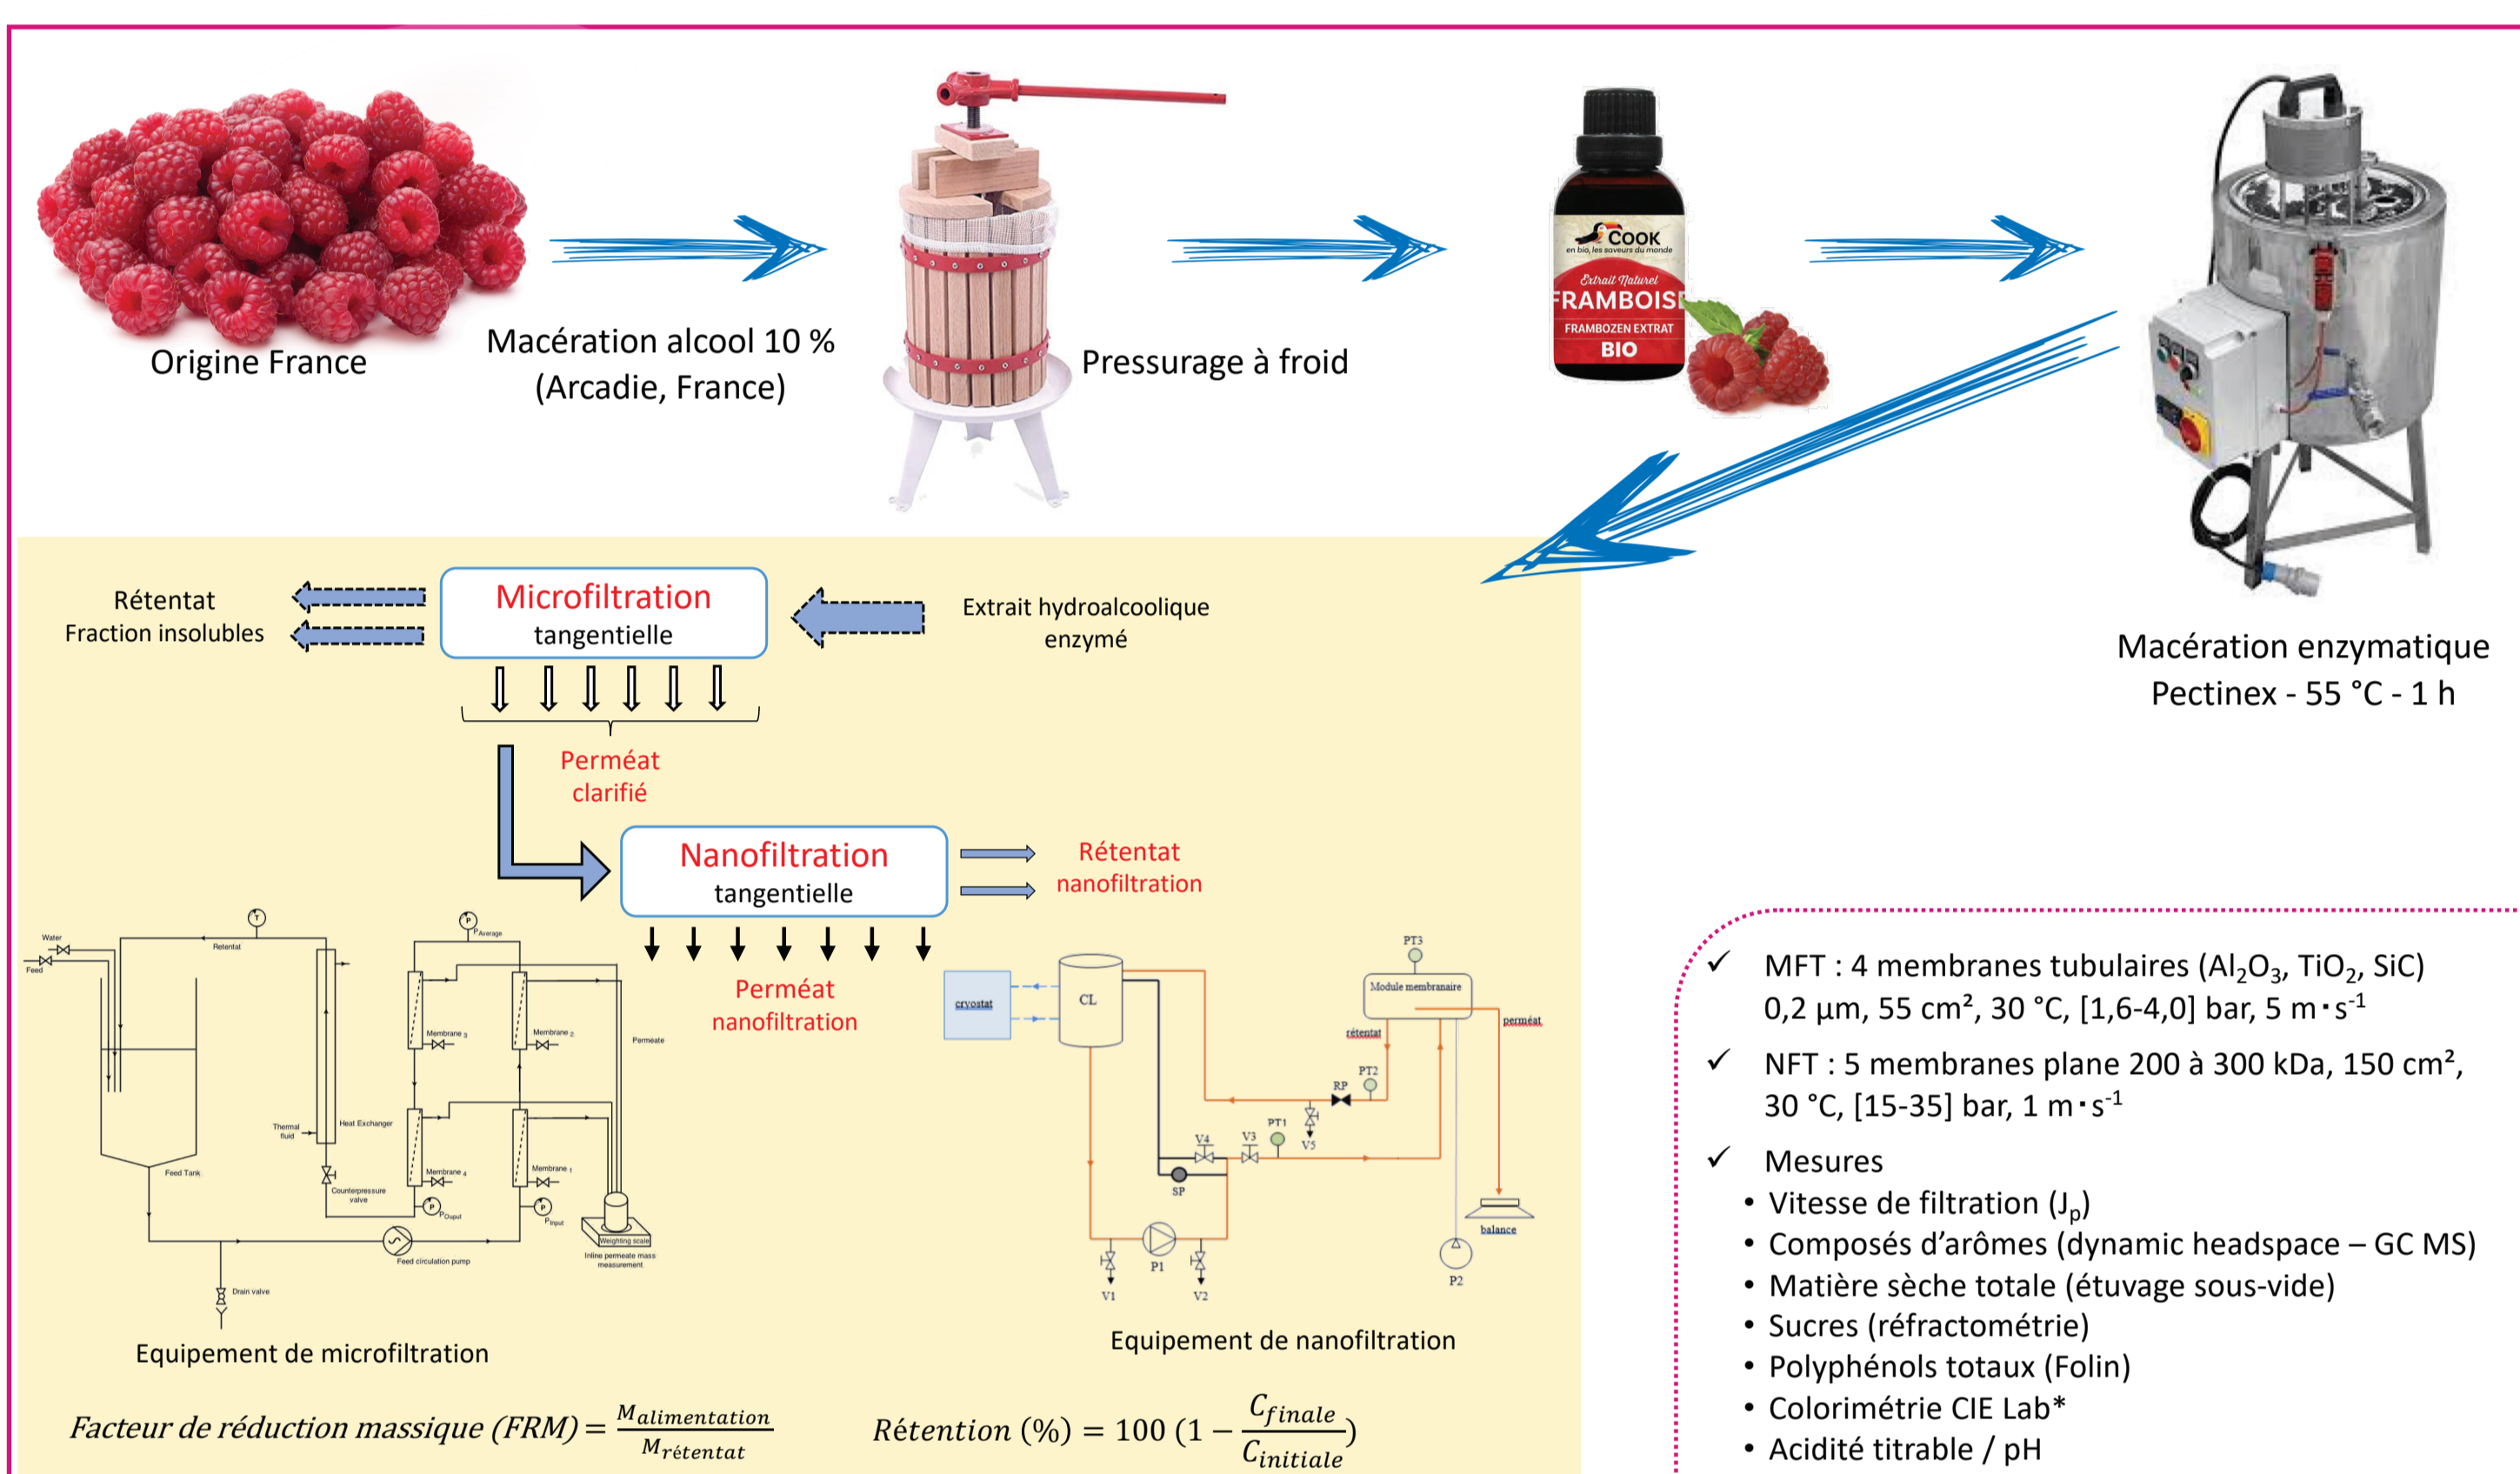 Origine France
Macération alcool 10 %
(Arcadie, France)
Pressurage à froid
COOK
en bio, les saveurs du monde
Extrait Naturel
FRAMBOISE
FRAMBOZEN EXTRAT
BIO
Macération enzymatique
Pectinex - 55 °C - 1 h
Rétentat
Fraction insolubles
Microfiltration
tangentielle
Extrait hydroalcoolique
enzymé
Perméat
clarifié
Nanofiltration
tangentielle
Rétentat
nanofiltration
Perméat
nanofiltration
Water
Feed
T
Retentat
P
PAverage
Membrane 3
Membrane 2
Permeate
Thermal
fluid
Heat Exchanger
Feed Tank
Membrane 4
Membrane 1
Counterpressure
valve
P
POuput
P
PInput
Weighting scale
Inline permeate mass
measurement
Feed circulation pump
Drain valve
Equipement de microfiltration
cryostat
CL
PT3
Module membranaire
rétentat
perméat
PT2
RP
V5
PT1
V4
V3
SP
balance
P1
P2
V1
V2
Equipement de nanofiltration
Facteur de réduction massique (FRM) = Malimentation / Mrétentat
Rétention (%) = 100 (1 − Cfinale / Cinitiale)
✓ MFT : 4 membranes tubulaires (Al₂O₃, TiO₂, SiC)
0,2 µm, 55 cm², 30 °C, [1,6-4,0] bar, 5 m·s⁻¹
✓ NFT : 5 membranes plane 200 à 300 kDa, 150 cm²,
30 °C, [15-35] bar, 1 m·s⁻¹
✓ Mesures
• Vitesse de filtration (Jp)
• Composés d’arômes (dynamic headspace – GC MS)
• Matière sèche totale (étuvage sous-vide)
• Sucres (réfractométrie)
• Polyphénols totaux (Folin)
• Colorimétrie CIE Lab*
• Acidité titrable / pH